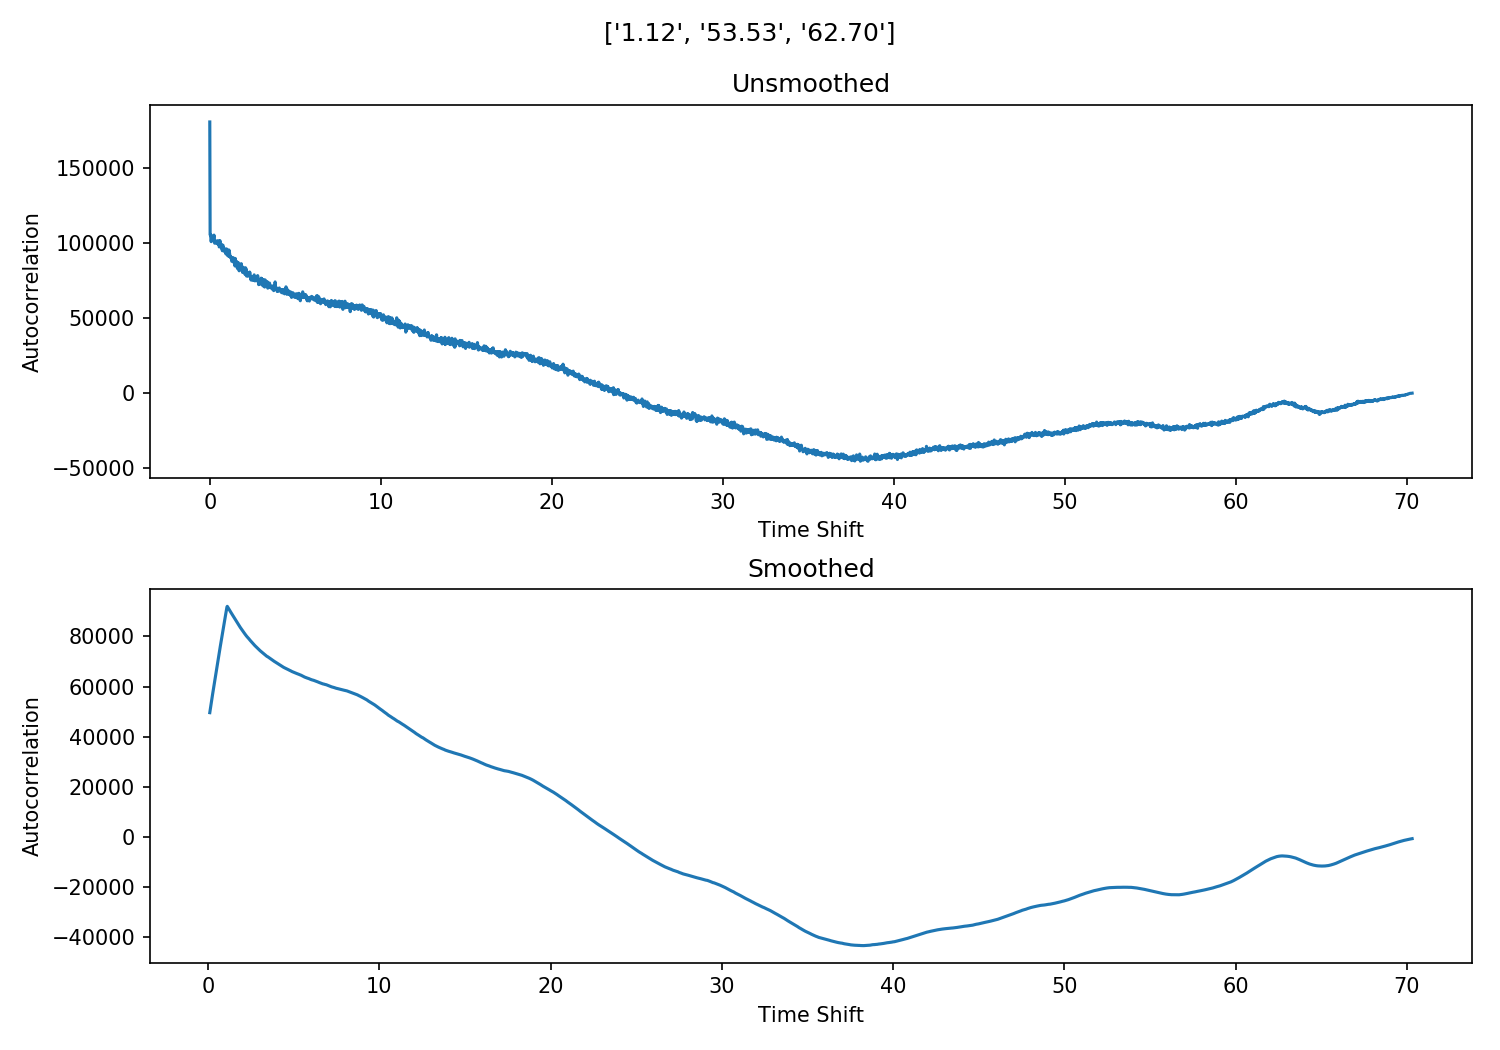 ['1.12', '53.53', '62.70']
Unsmoothed
Autocorrelation
150000
100000
50000
0
−50000
0 10 20 30 40 50 60 70
Time Shift
Smoothed
Autocorrelation
80000
60000
40000
20000
0
−20000
−40000
0 10 20 30 40 50 60 70
Time Shift